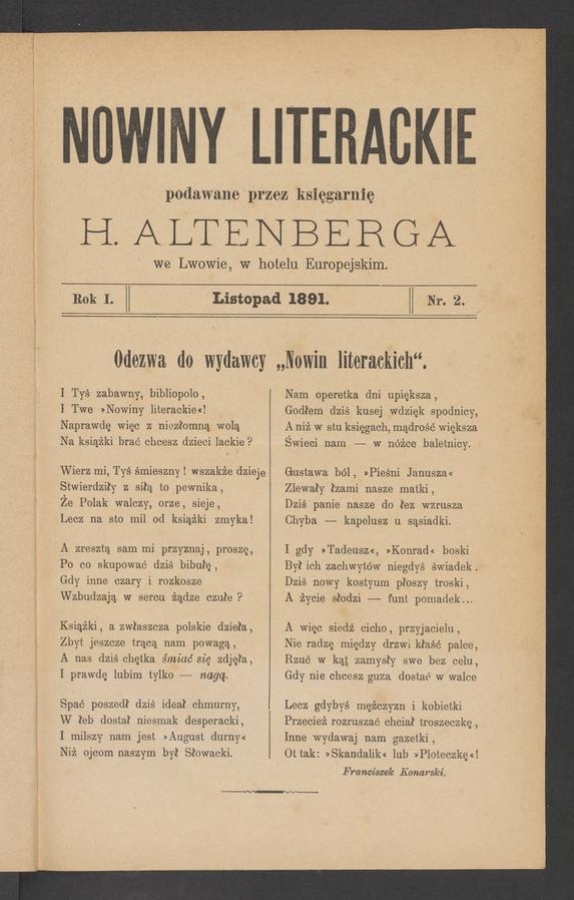 NOWINY LITERACKIE
podawane przez księgarnię
H. ALTENBERGA
we Lwowie, w hotelu Europejskim.
Rok I. Listopad 1891. Nr. 2.
Odezwa do wydawcy „Nowin literackich“.
I Tyś zabawny, bibliopolo,
I Twe »Nowiny literackie«!
Naprawdę więc z niezłomną wolą
Na książki brać chcesz dzieci lackie?
Wierz mi, Tyś śmieszny! wszakże dzieje
Stwierdziły z siłą to pewnika,
Że Polak walczy, orze, sieje,
Lecz na sto mil od książki zmyka!
A zresztą sam mi przyznaj, proszę,
Po co skupować dziś bibułę,
Gdy inne czary i rozkosze
Wzbudzają w sercu żądze czułe?
Książki, a zwłaszcza polskie dzieła,
Zbyt jeszcze trącą nam powagą,
A nas dziś chętka śmiać się zdjęła,
I prawdę lubim tylko — nagą.
Spać poszedł dziś ideał chmurny,
W łeb dostał niesmak desperacki,
I milszy nam jest »August durny«
Niż ojcom naszym był Słowacki.
Nam operetka dni upiększa,
Godłem dziś kusej wdzięk spodnicy,
A niż w stu księgach, mądrość większa
Świeci nam — w nóżce baletnicy.
Gustawa ból, »Pieśni Janusza«
Zlewały łzami nasze matki,
Dziś panie nasze do łez wzrusza
Chyba — kapelusz u sąsiadki.
I gdy »Tadeusz«, »Konrad« boski
Był ich zachwytów niegdyś świadek.
Dziś nowy kostyum płoszy troski,
A życie słodzi — funt pomadek...
A więc siedź cicho, przyjacielu,
Nie radzę między drzwi kłaść palce,
Rzuć w kąt zamysły swe bez celu,
Gdy nie chcesz guza dostać w walce
Lecz gdybyś mężczyzn i kobietki
Przecież rozruszać chciał troszeczkę,
Inne wydawaj nam gazetki,
Ot tak: »Skandalik« lub »Ploteczkę«!
Franciszek Konarski.